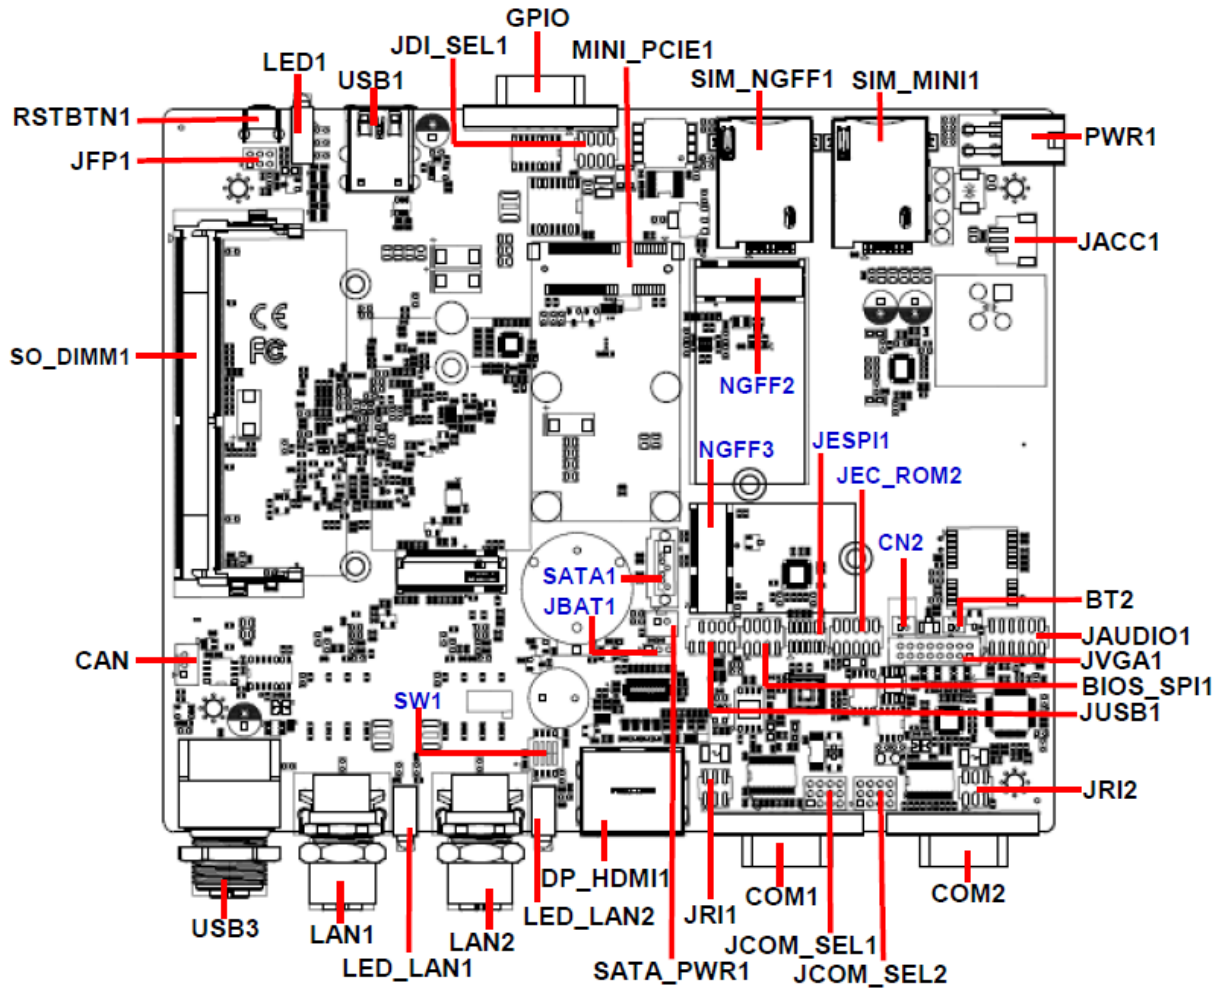 GPIO
JDI_SEL1
MINI_PCIE1
LED1
USB1
SIM_NGFF1
SIM_MINI1
RSTBTN1
PWR1
JFP1
JACC1
CE
FC
SO_DIMM1
NGFF2
NGFF3
JESPI1
JEC_ROM2
CN2
SATA1
JBAT1
BT2
JAUDIO1
CAN
JVGA1
BIOS_SPI1
SW1
JUSB1
JRI2
DP_HDMI1
COM1
COM2
LED_LAN2
JRI1
USB3
LAN1
LAN2
JCOM_SEL1
LED_LAN1
SATA_PWR1
JCOM_SEL2